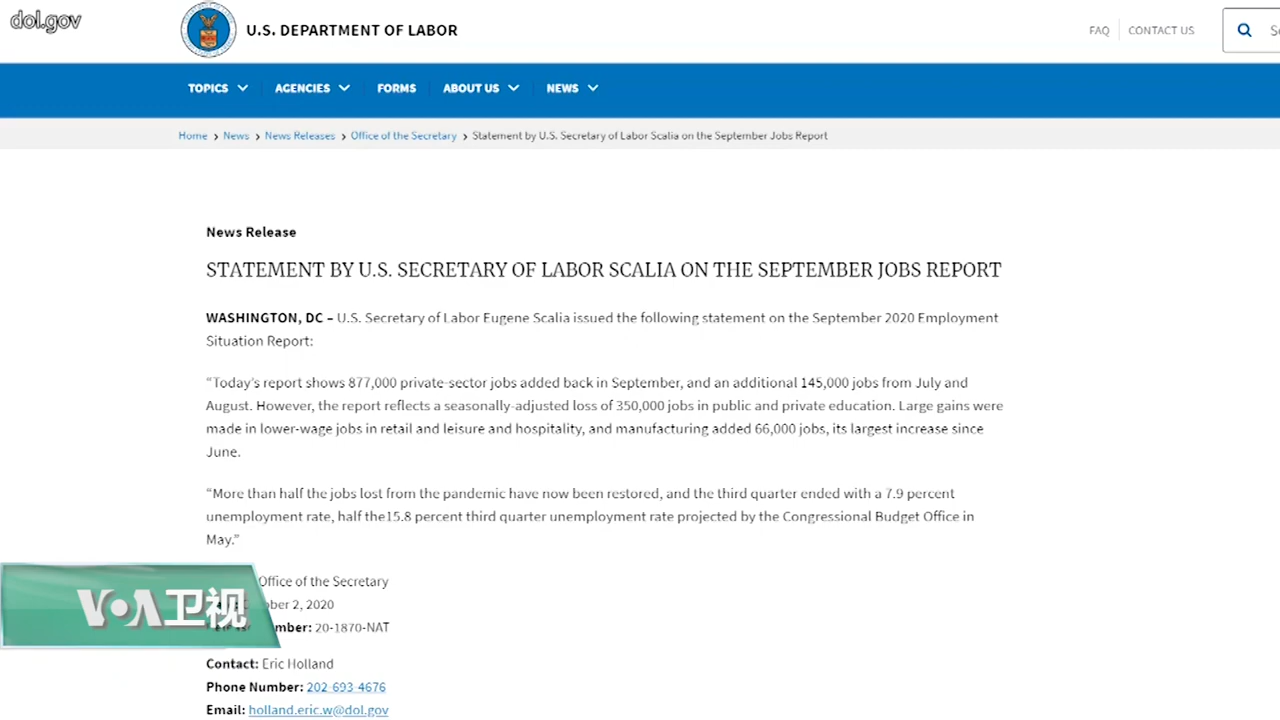 dol.gov
U.S. DEPARTMENT OF LABOR
FAQ
CONTACT US
TOPICS
AGENCIES
FORMS
ABOUT US
NEWS
Home > News > News Releases > Office of the Secretary > Statement by U.S. Secretary of Labor Scalia on the September Jobs Report
News Release
STATEMENT BY U.S. SECRETARY OF LABOR SCALIA ON THE SEPTEMBER JOBS REPORT
WASHINGTON, DC – U.S. Secretary of Labor Eugene Scalia issued the following statement on the September 2020 Employment
Situation Report:
“Today’s report shows 877,000 private-sector jobs added back in September, and an additional 145,000 jobs from July and
August. However, the report reflects a seasonally-adjusted loss of 350,000 jobs in public and private education. Large gains were
made in lower-wage jobs in retail and leisure and hospitality, and manufacturing added 66,000 jobs, its largest increase since
June.
“More than half the jobs lost from the pandemic have now been restored, and the third quarter ended with a 7.9 percent
unemployment rate, half the15.8 percent third quarter unemployment rate projected by the Congressional Budget Office in
May.”
Office of the Secretary
2, 2020
20-1870-NAT
VOA卫视
Contact: Eric Holland
Phone Number: 202-693-4676
Email: holland.eric.w@dol.gov